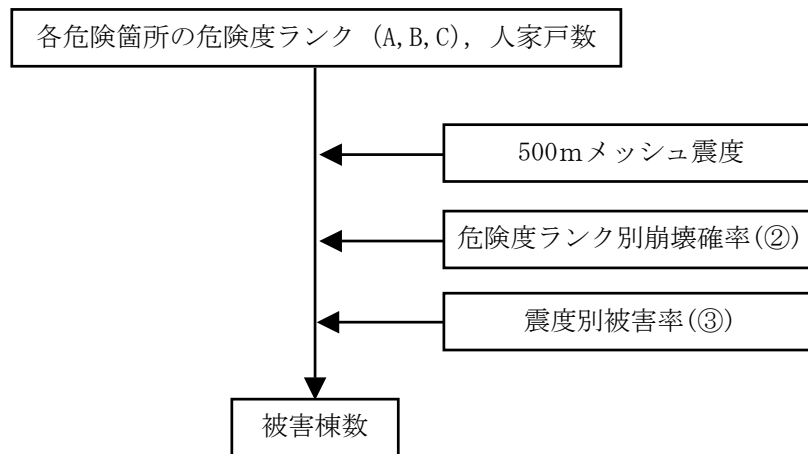 各危険箇所の危険度ランク (A,B,C), 人家戸数
500mメッシュ震度
危険度ランク別崩壊確率(②)
震度別被害率(③)
被害棟数